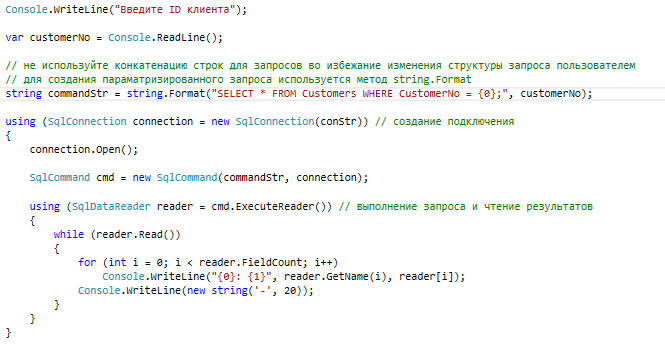 Console.WriteLine("Введите ID клиента");
var customerNo = Console.ReadLine();
// не используйте конкатенацию строк для запросов во избежание изменения структуры запроса пользователем
// для создания параматризированного запроса используется метод string.Format
string commandStr = string.Format("SELECT * FROM Customers WHERE CustomerNo = {0};", customerNo);
using (SqlConnection connection = new SqlConnection(conStr)) // создание подключения
{
connection.Open();
SqlCommand cmd = new SqlCommand(commandStr, connection);
using (SqlDataReader reader = cmd.ExecuteReader()) // выполнение запроса и чтение результатов
{
while (reader.Read())
{
for (int i = 0; i < reader.FieldCount; i++)
Console.WriteLine("{0}: {1}", reader.GetName(i), reader[i]);
Console.WriteLine(new string('-', 20));
}
}
}